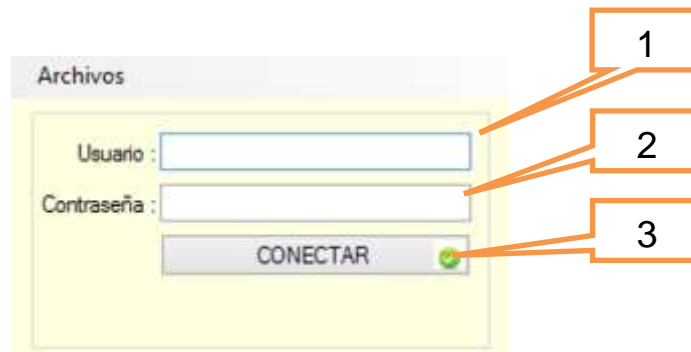 1
Archivos
Usuario :
2
Contraseña :
3
CONECTAR